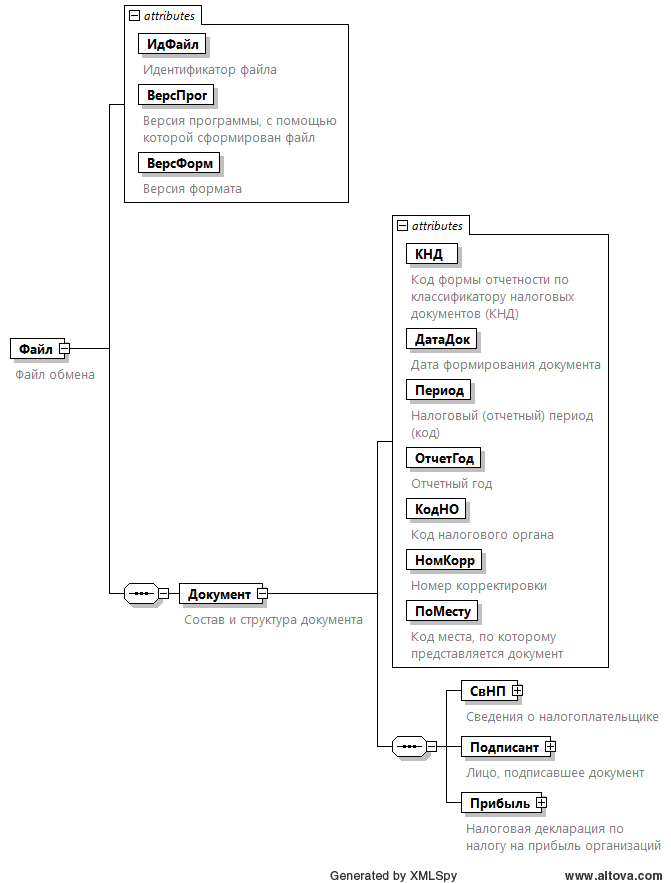 attributes
ИдФайл
Идентификатор файла
ВерсПрог
Версия программы, с помощью
которой сформирован файл
ВерсФорм
Версия формата
Файл
Файл обмена
attributes
КНД
Код формы отчетности по
классификатору налоговых
документов (КНД)
ДатаДок
Дата формирования документа
Период
Налоговый (отчетный) период
(код)
ОтчетГод
Отчетный год
КодНО
Код налогового органа
НомКорр
Номер корректировки
ПоМесту
Код места, по которому
представляется документ
Документ
Состав и структура документа
СвНП
Сведения о налогоплательщике
Подписант
Лицо, подписавшее документ
Прибыль
Налоговая декларация по
налогу на прибыль организаций
Generated by XMLSpy
www.altova.com